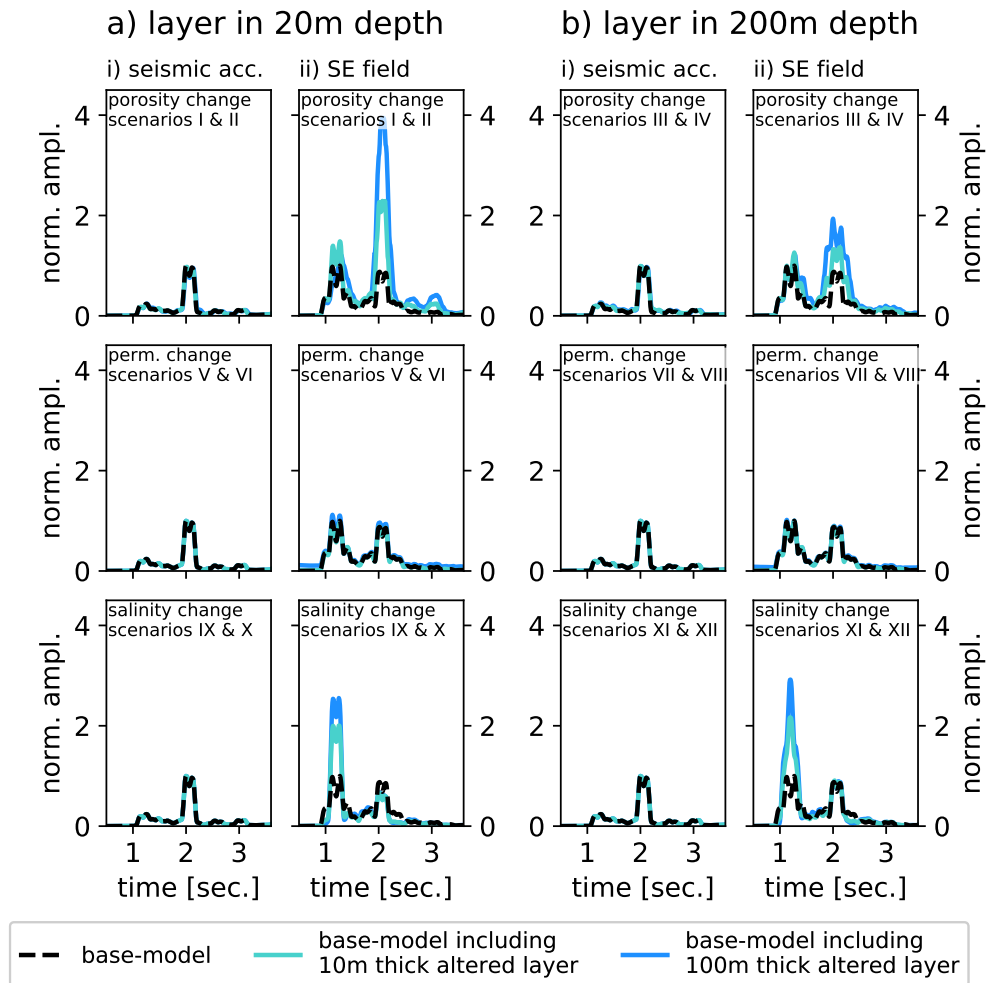 a) layer in 20m depth
b) layer in 200m depth
i) seismic acc.
ii) SE field
i) seismic acc.
ii) SE field
norm. ampl.
4
2
0
porosity change
scenarios I & II
porosity change
scenarios I & II
4
2
0
4
2
0
porosity change
scenarios III & IV
porosity change
scenarios III & IV
4
2
0
norm. ampl.
norm. ampl.
4
2
0
perm. change
scenarios V & VI
perm. change
scenarios V & VI
4
2
0
4
2
0
perm. change
scenarios VII & VIII
perm. change
scenarios VII & VIII
4
2
0
norm. ampl.
norm. ampl.
4
2
0
salinity change
scenarios IX & X
salinity change
scenarios IX & X
4
2
0
4
2
0
salinity change
scenarios XI & XII
salinity change
scenarios XI & XII
4
2
0
norm. ampl.
1 2 3
1 2 3
1 2 3
1 2 3
time [sec.]
time [sec.]
time [sec.]
time [sec.]
base-model
base-model including
10m thick altered layer
base-model including
100m thick altered layer